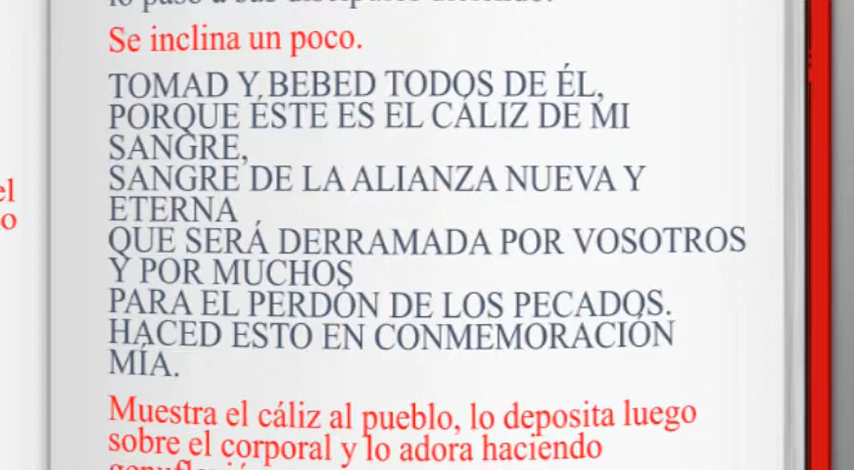 Se inclina un poco.
TOMAD Y BEBED TODOS DE ÉL,
PORQUE ÉSTE ES EL CÁLIZ DE MI
SANGRE,
SANGRE DE LA ALIANZA NUEVA Y
ETERNA
QUE SERÁ DERRAMADA POR VOSOTROS
Y POR MUCHOS
PARA EL PERDÓN DE LOS PECADOS.
HACED ESTO EN CONMEMORACIÓN
MÍA.
Muestra el cáliz al pueblo, lo deposita luego
sobre el corporal y lo adora haciendo